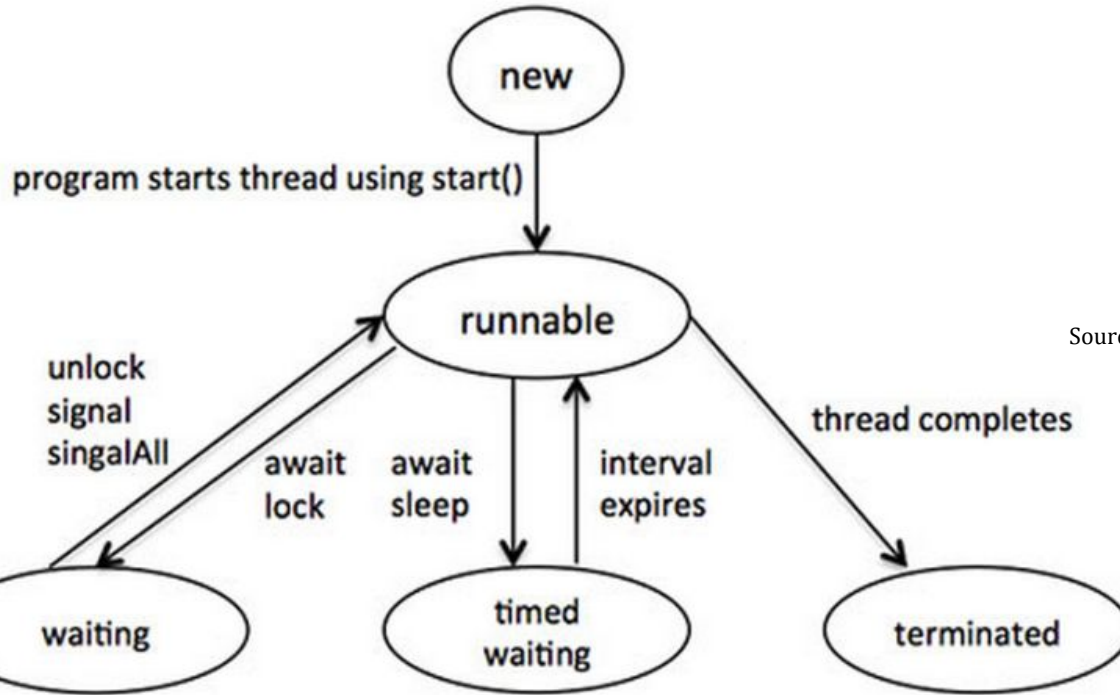 new
program starts thread using start()
runnable
unlock
signal
singalAll
await
lock
await
sleep
interval
expires
thread completes
waiting
timed
waiting
terminated